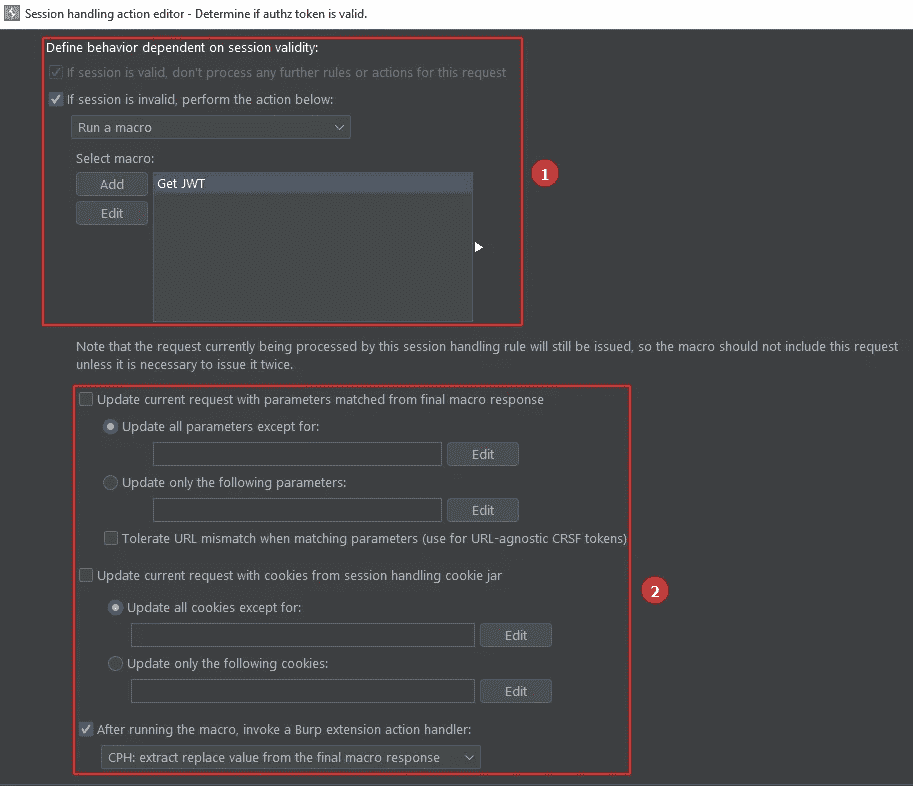 Session handling action editor - Determine if authz token is valid.
Define behavior dependent on session validity:
If session is valid, don't process any further rules or actions for this request
If session is invalid, perform the action below:
Run a macro
Select macro:
Add
Get JWT
Edit
1
Note that the request currently being processed by this session handling rule will still be issued, so the macro should not include this request
unless it is necessary to issue it twice.
Update current request with parameters matched from final macro response
Update all parameters except for:
Edit
Update only the following parameters:
Edit
Tolerate URL mismatch when matching parameters (use for URL-agnostic CRSF tokens)
Update current request with cookies from session handling cookie jar
2
Update all cookies except for:
Edit
Update only the following cookies:
Edit
After running the macro, invoke a Burp extension action handler:
CPH: extract replace value from the final macro response